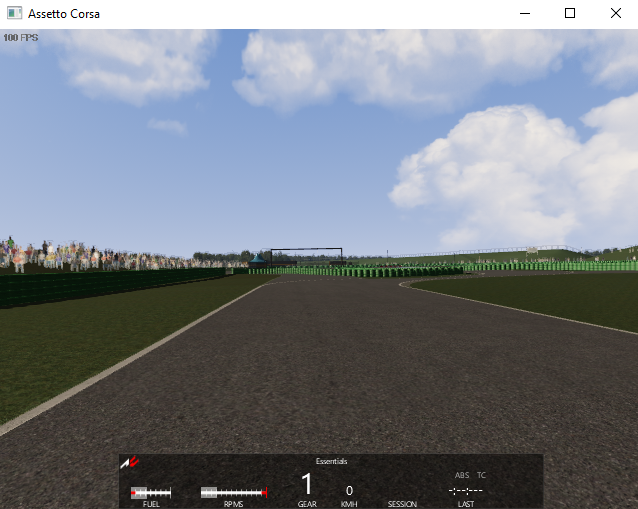 Assetto Corsa
100 FPS
Essentials
1 0 ABS TC
-:--:---
FUEL RPMS GEAR KMH SESSION LAST